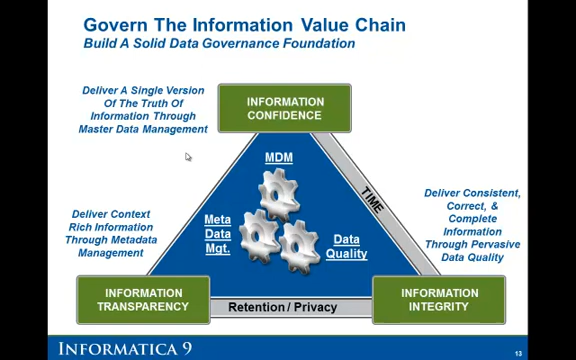 Govern The Information Value Chain
Build A Solid Data Governance Foundation
Deliver A Single Version
Of The Truth Of
Information Through
Master Data Management
INFORMATION
CONFIDENCE
MDM
TIME
Meta
Data
Mgt.
Data
Quality
Deliver Context
Rich Information
Through Metadata
Management
Deliver Consistent,
Correct, &
Complete
Information
Through Pervasive
Data Quality
INFORMATION
TRANSPARENCY
Retention / Privacy
INFORMATION
INTEGRITY
INFORMATICA 9
13